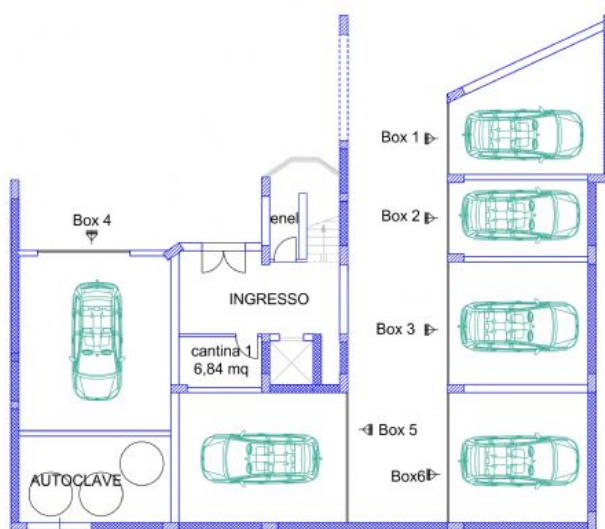 Box 1
Box 2
enel
Box 4
INGRESSO
Box 3
cantina 1
6,84 mq
Box 5
Box6
AUTOCLAVE